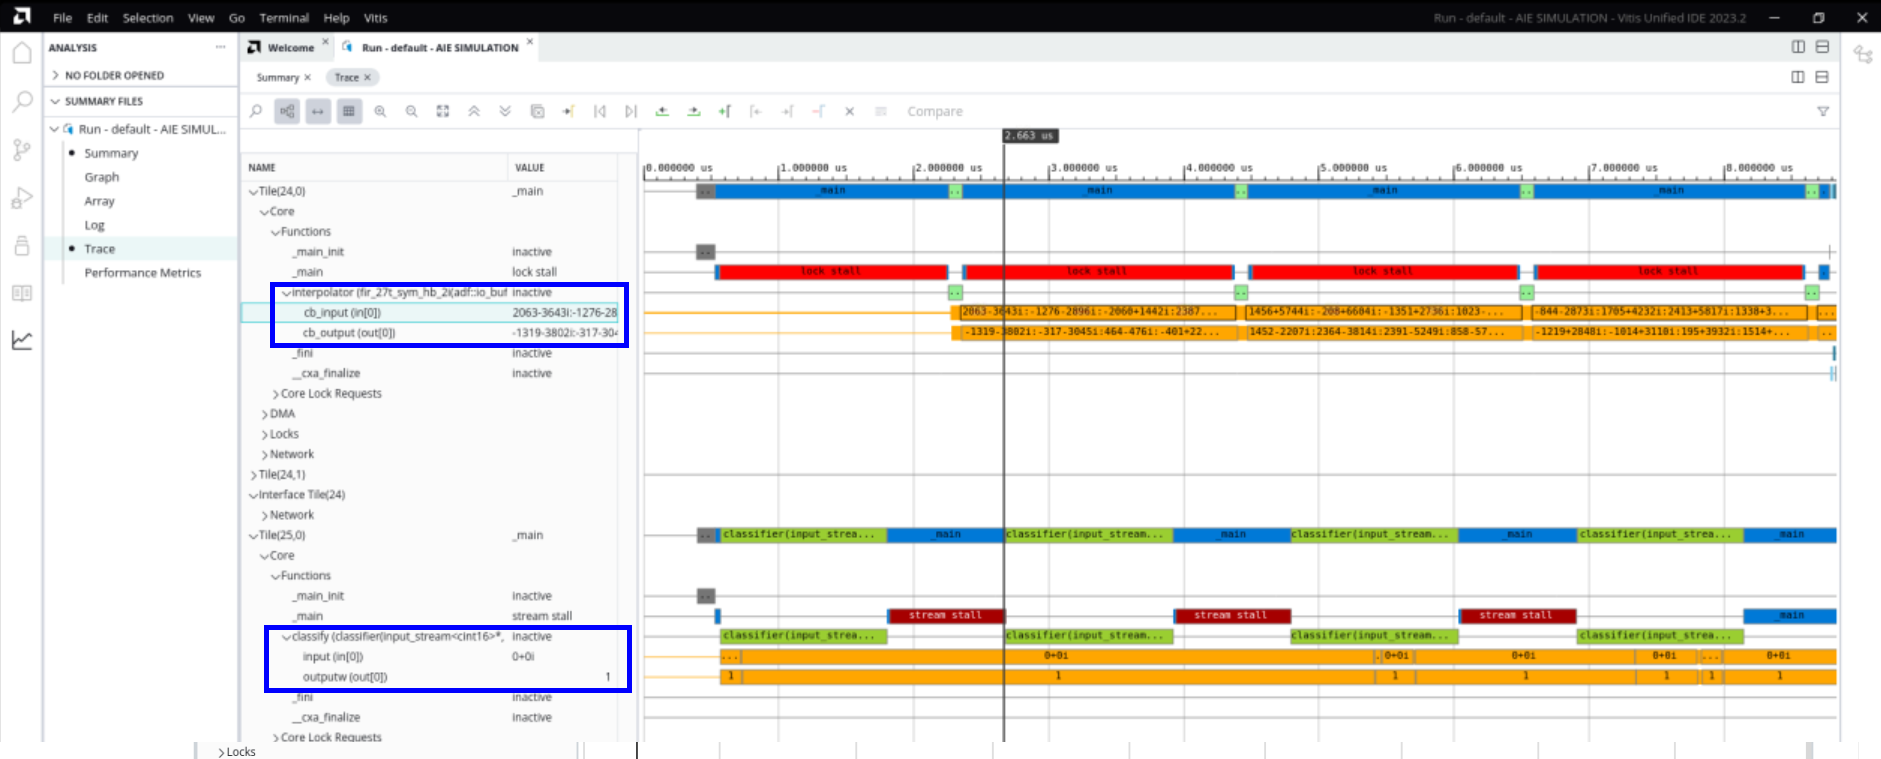 File Edit Selection View Go Terminal Help Vitis
Run - default - AIE SIMULATION - Vitis Unified IDE 2023.2
ANALYSIS ...
Welcome × Run - default - AIE SIMULATION ×
NO FOLDER OPENED
Summary × Trace ×
SUMMARY FILES
Run - default - AIE SIMUL...
Summary
Graph
Array
Log
Trace
Performance Metrics
Compare
2.663 us
NAME VALUE
0.000000 us 1.000000 us 2.000000 us 3.000000 us 4.000000 us 5.000000 us 6.000000 us 7.000000 us 8.000000 us
Tile(24,0) _main .. _main .. _main .. _main .. _main ..
Core
Functions
_main_init inactive ..
_main lock stall lock stall lock stall lock stall lock stall
interpolator (fir_27t_sym_hb_2i(adf::io_buf inactive .. .. .. ..
cb_input (in[0]) 2063-3643i:-1276-28 2063-3643i:-1276-2896i:-2060+1442i:2387... 1456+5744i:-208+6604i:-1351+2736i:1023-... -844-2873i:1705+4232i:2413+5817i:1338+3... ...
cb_output (out[0]) -1319-3802i:-317-304 -1319-3802i:-317-3045i:464-476i:-401+22... 1452-2207i:2364-3814i:2391-5249i:858-57... -1219+2848i:-1014+3110i:195+3932i:1514+... ..
_fini inactive
__cxa_finalize inactive
Core Lock Requests
DMA
Locks
Network
Tile(24,1)
Interface Tile(24)
Network
Tile(25,0) _main .. classifier(input_strea... _main classifier(input_stream... _main classifier(input_stream... _main classifier(input_strea... _main
Core
Functions
_main_init inactive ..
_main stream stall stream stall stream stall stream stall _main
classify (classifier(input_stream<cint16>*, inactive classifier(input_strea... classifier(input_stream... classifier(input_stream... classifier(input_strea...
input (in[0]) 0+0i ... 0+0i . 0+0i 0+0i 0+0i ... 0+0i
outputw (out[0]) 1 1 1 1 1 1 1 1
_fini inactive
__cxa_finalize inactive
Core Lock Requests
Locks